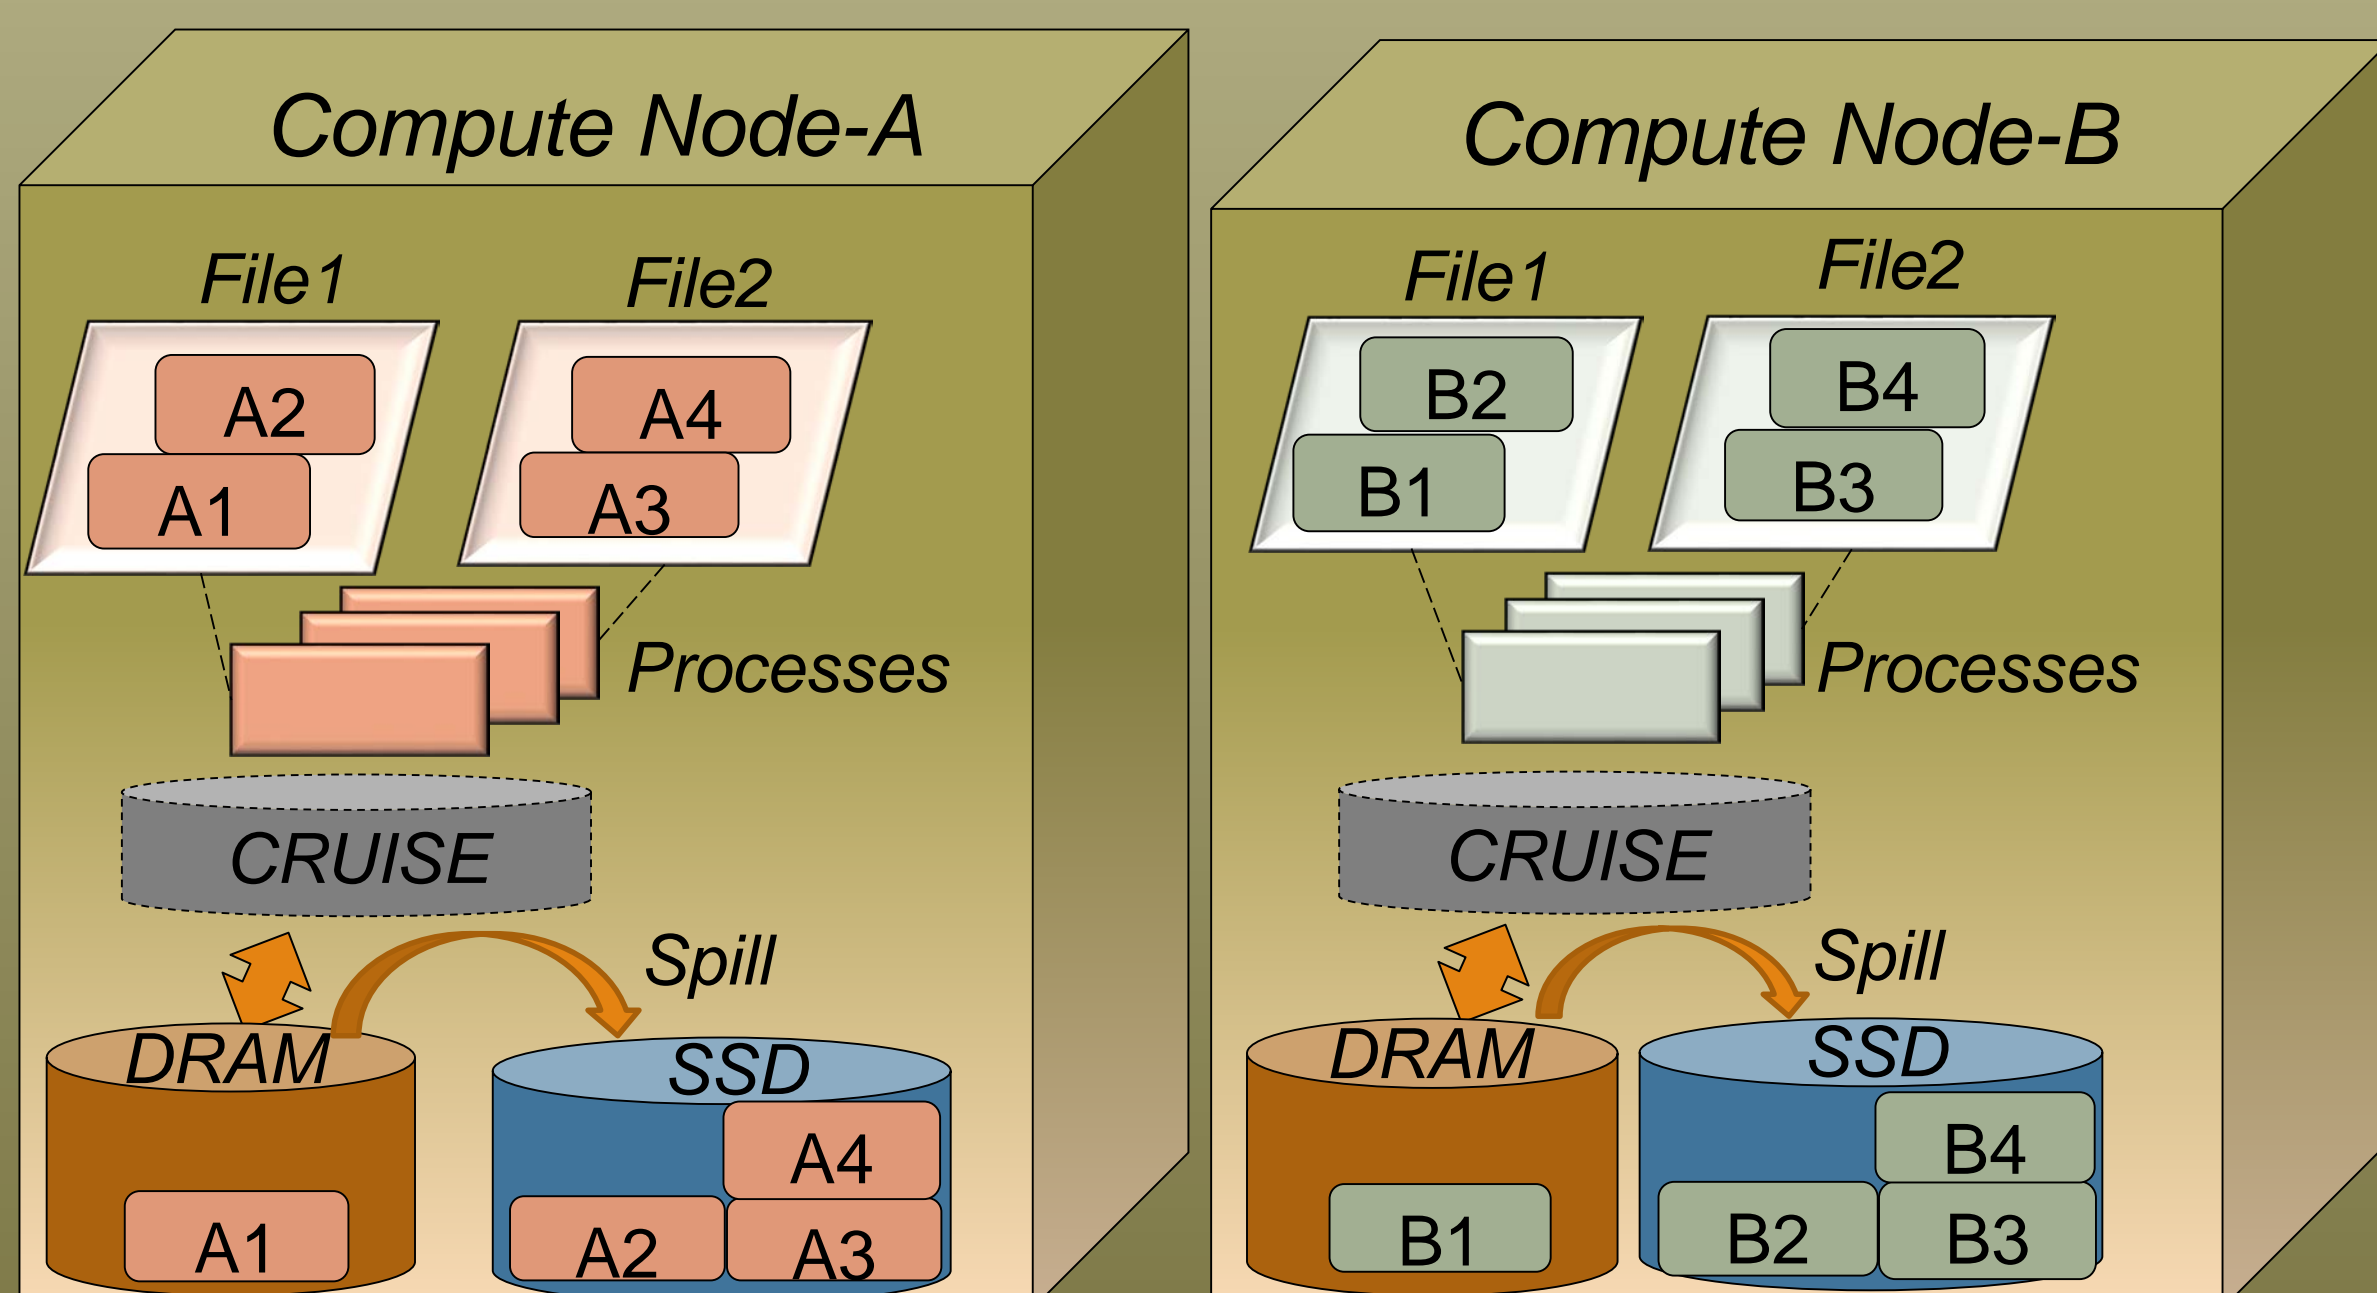 Compute Node-A
File1
File2
A2
A4
A1
A3
Processes
CRUISE
Spill
DRAM
SSD
A4
A1
A2
A3
Compute Node-B
File1
File2
B2
B4
B1
B3
Processes
CRUISE
Spill
DRAM
SSD
B4
B1
B2
B3